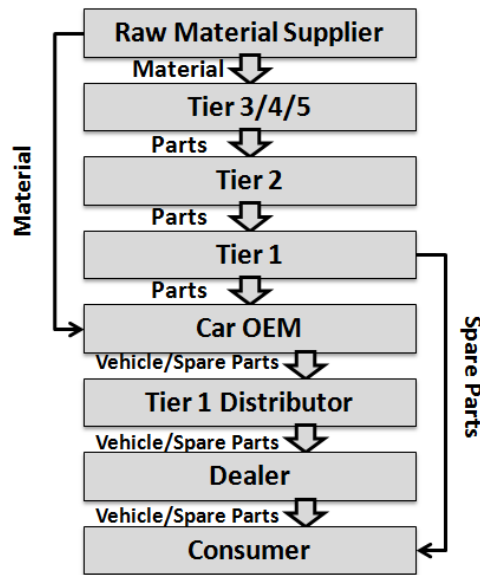 Raw Material Supplier
Material
Tier 3/4/5
Parts
Tier 2
Parts
Tier 1
Parts
Car OEM
Vehicle/Spare Parts
Tier 1 Distributor
Vehicle/Spare Parts
Dealer
Vehicle/Spare Parts
Consumer
Material
Spare Parts